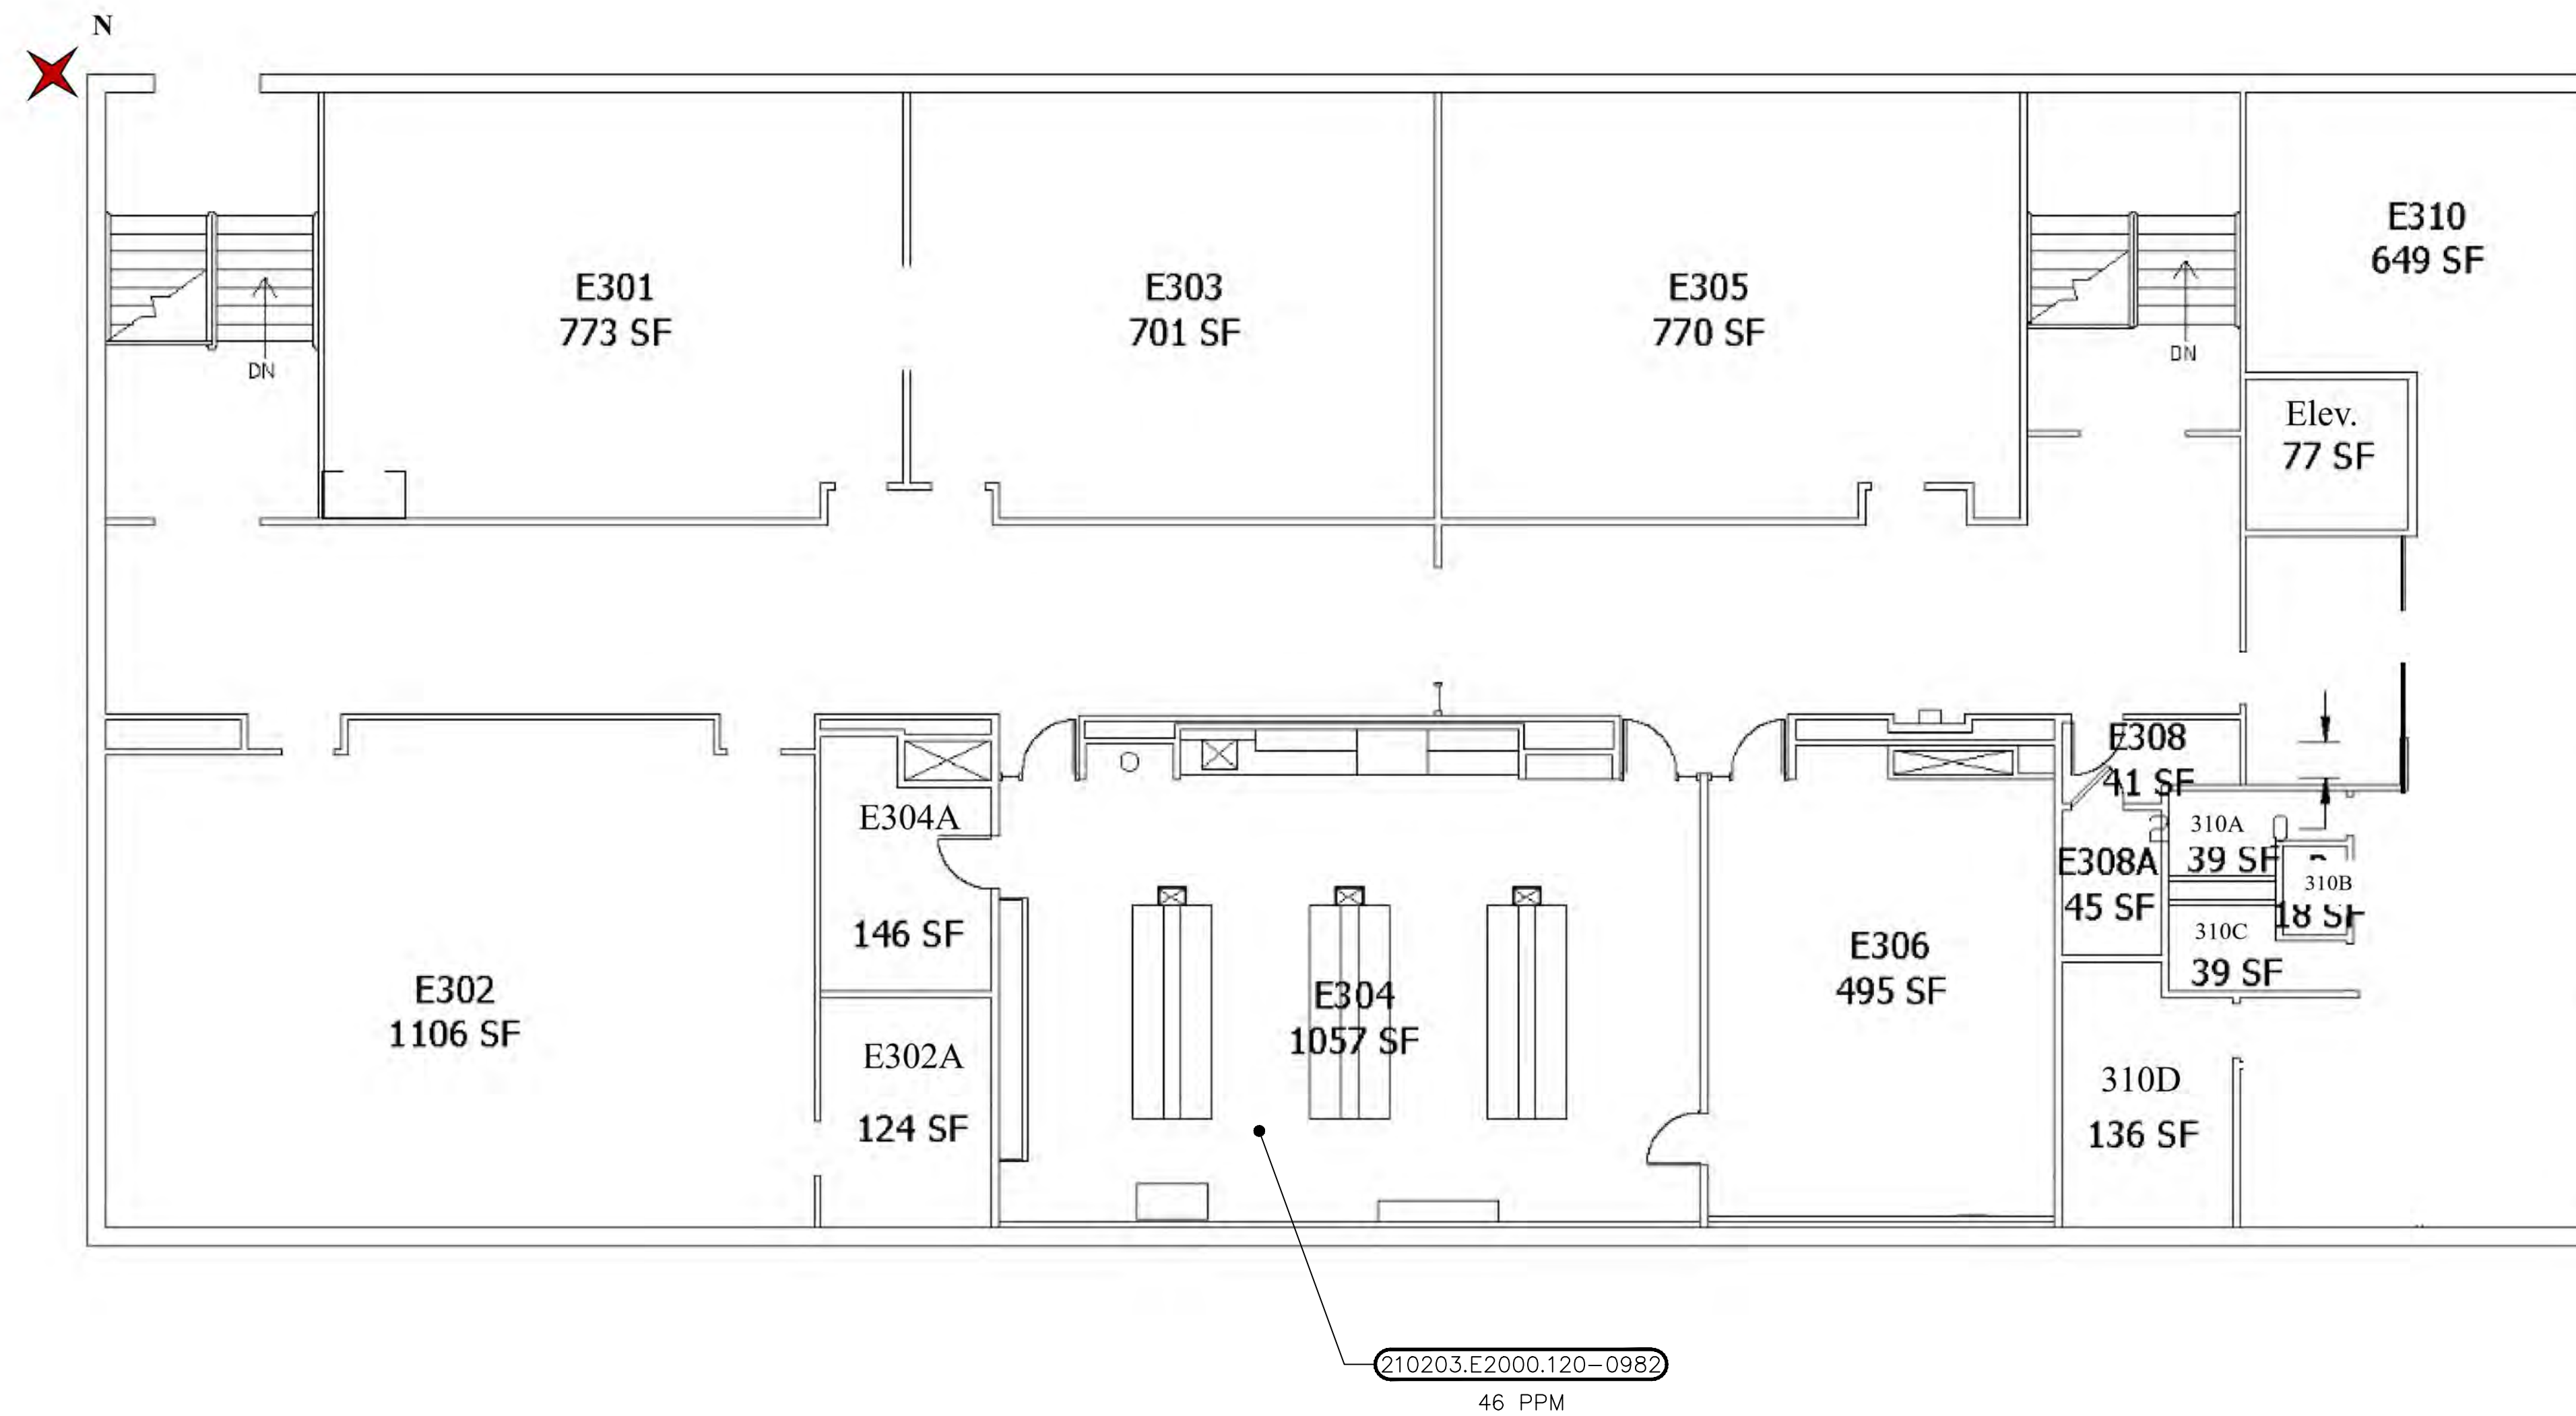 N
E301
773 SF
E303
701 SF
E305
770 SF
E310
649 SF
DN
DN
Elev.
77 SF
E308
41 SF
E304A
146 SF
310A
39 SF
E308A
45 SF
310B
18 SF
310C
39 SF
E302
1106 SF
E304
1057 SF
E306
495 SF
E302A
124 SF
310D
136 SF
210203.E2000.120-0982
46 PPM